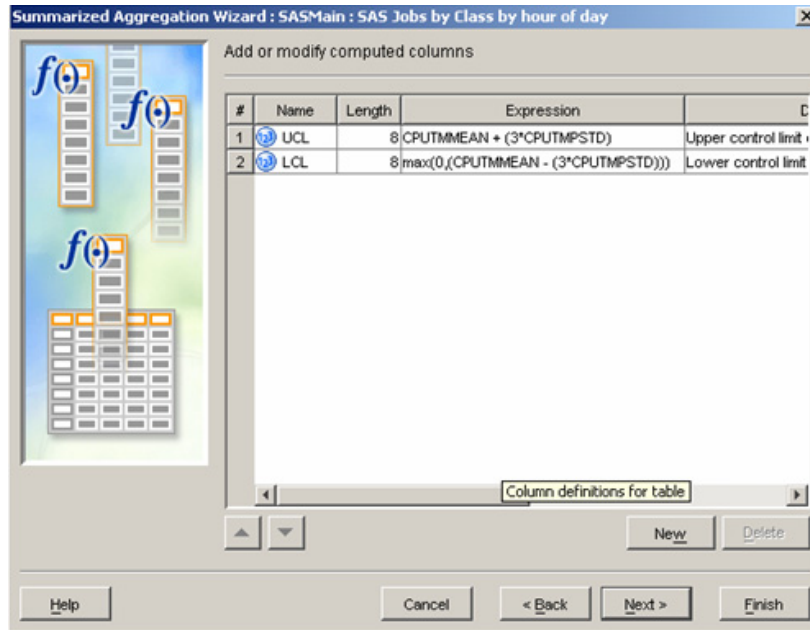 Summarized Aggregation Wizard : SASMain : SAS Jobs by Class by hour of day
Add or modify computed columns
f(•)
f(•)
f(•)
# Name Length Expression D
1 123 UCL 8 CPUTMMEAN + (3*CPUTMPSTD) Upper control limit
2 123 LCL 8 max(0,(CPUTMMEAN - (3*CPUTMPSTD))) Lower control limit
Column definitions for table
New Delete
Help Cancel < Back Next > Finish